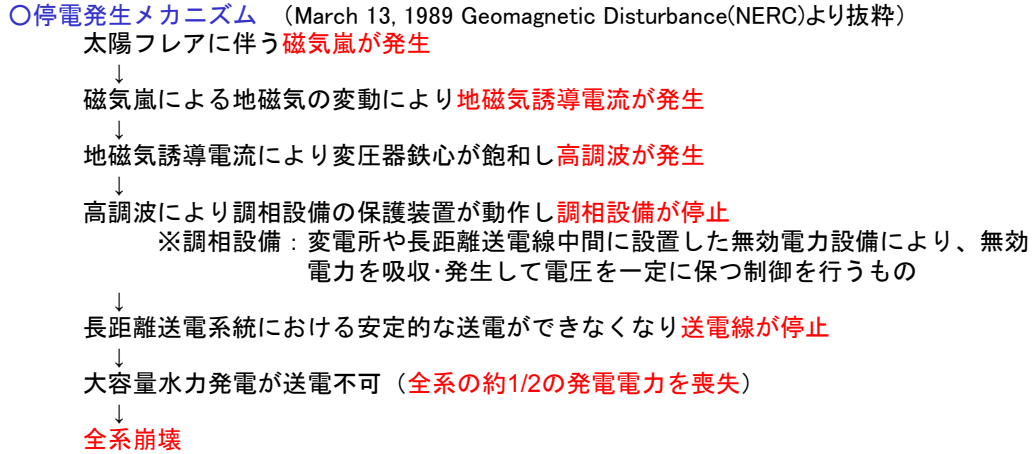 〇停電発生メカニズム （March 13, 1989 Geomagnetic Disturbance(NERC)より抜粋）
太陽フレアに伴う磁気嵐が発生
↓
磁気嵐による地磁気の変動により地磁気誘導電流が発生
↓
地磁気誘導電流により変圧器鉄心が飽和し高調波が発生
↓
高調波により調相設備の保護装置が動作し調相設備が停止
※調相設備：変電所や長距離送電線中間に設置した無効電力設備により、無効
電力を吸収･発生して電圧を一定に保つ制御を行うもの
↓
長距離送電系統における安定的な送電ができなくなり送電線が停止
↓
大容量水力発電が送電不可（全系の約1/2の発電電力を喪失）
↓
全系崩壊